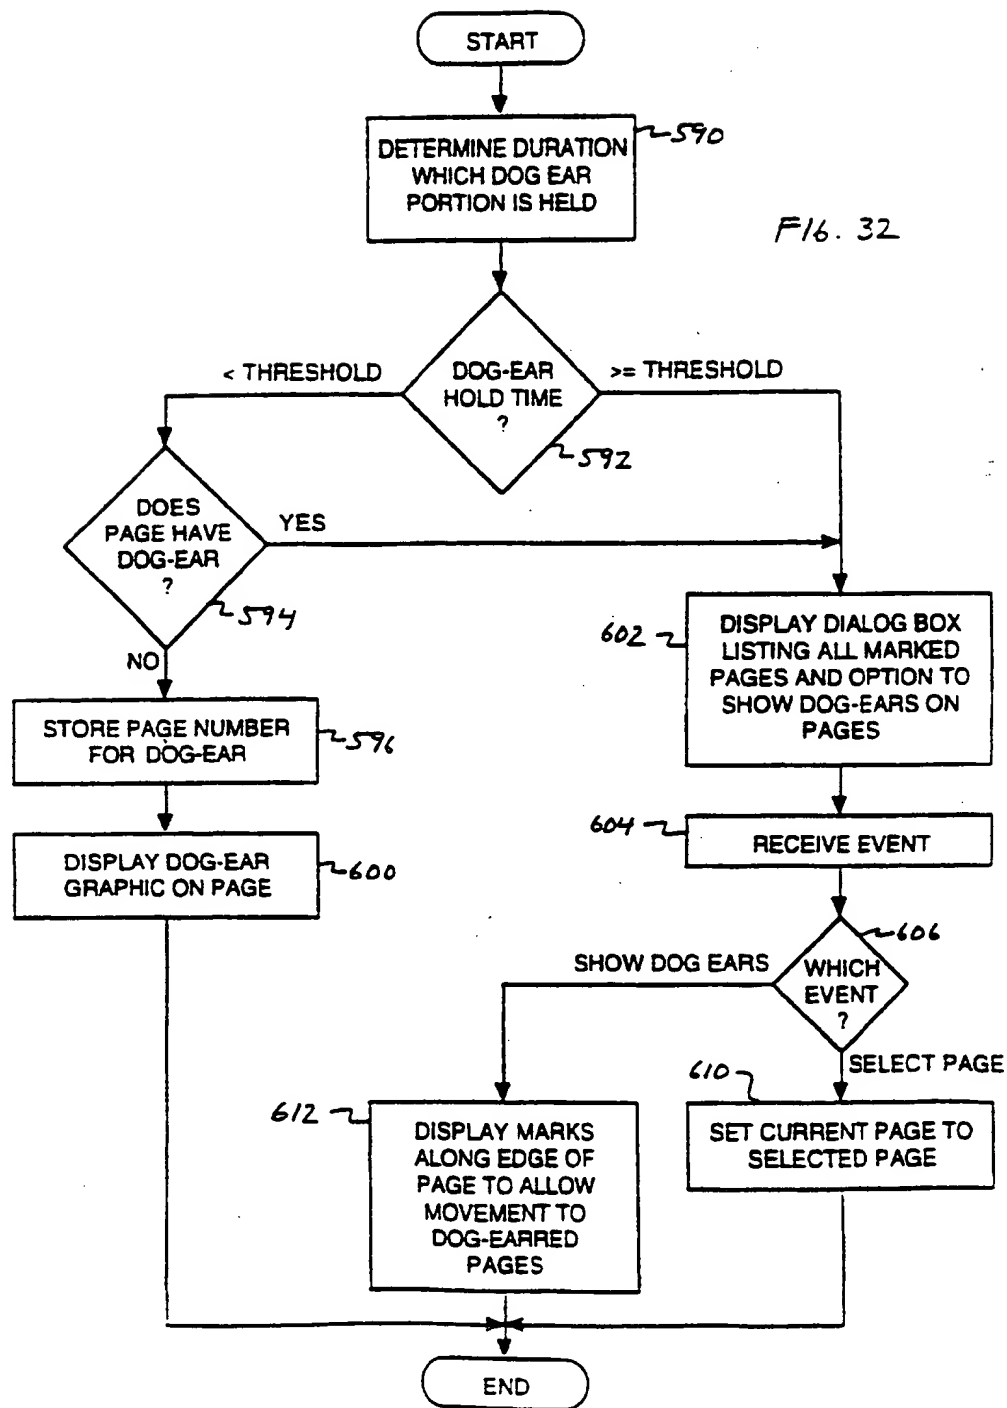 START
DETERMINE DURATION
WHICH DOG EAR
PORTION IS HELD
590
FIG. 32
< THRESHOLD
DOG-EAR
HOLD TIME
?
>= THRESHOLD
592
DOES
PAGE HAVE
DOG-EAR
?
YES
594
NO
STORE PAGE NUMBER
FOR DOG-EAR
596
DISPLAY DOG-EAR
GRAPHIC ON PAGE
600
602
DISPLAY DIALOG BOX
LISTING ALL MARKED
PAGES AND OPTION TO
SHOW DOG-EARS ON
PAGES
604
RECEIVE EVENT
606
SHOW DOG EARS
WHICH
EVENT
?
SELECT PAGE
610
SET CURRENT PAGE TO
SELECTED PAGE
612
DISPLAY MARKS
ALONG EDGE OF
PAGE TO ALLOW
MOVEMENT TO
DOG-EARRED
PAGES
END